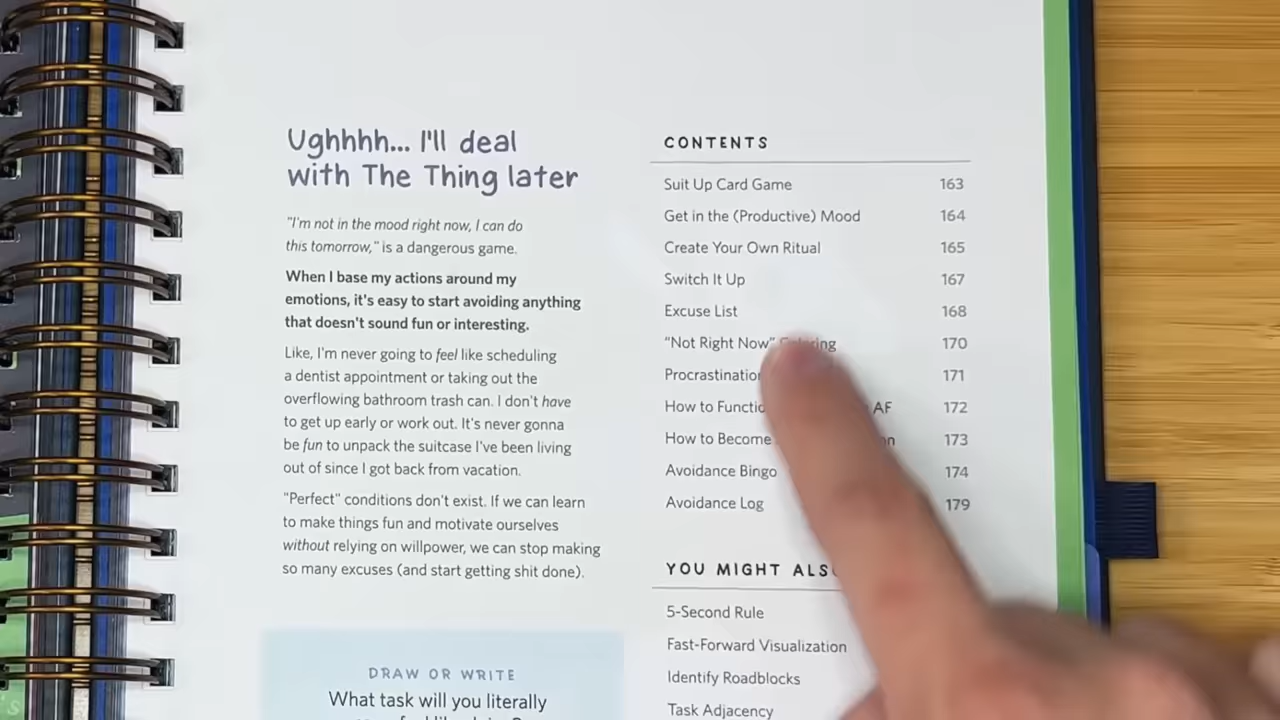 Ughhhh... I'll deal
with The Thing later
"I'm not in the mood right now, I can do
this tomorrow," is a dangerous game.
When I base my actions around my
emotions, it's easy to start avoiding anything
that doesn't sound fun or interesting.
Like, I'm never going to feel like scheduling
a dentist appointment or taking out the
overflowing bathroom trash can. I don't have
to get up early or work out. It's never gonna
be fun to unpack the suitcase I've been living
out of since I got back from vacation.
"Perfect" conditions don't exist. If we can learn
to make things fun and motivate ourselves
without relying on willpower, we can stop making
so many excuses (and start getting shit done).
DRAW OR WRITE
What task will you literally
CONTENTS
Suit Up Card Game 163
Get in the (Productive) Mood 164
Create Your Own Ritual 165
Switch It Up 167
Excuse List 168
"Not Right Now" 170
Procrastination 171
How to AF 172
How to Become 173
Avoidance Bingo 174
Avoidance Log 179
YOU MIGHT
5-Second Rule
Fast-Forward Visualization
Identify Roadblocks
Task Adjacency